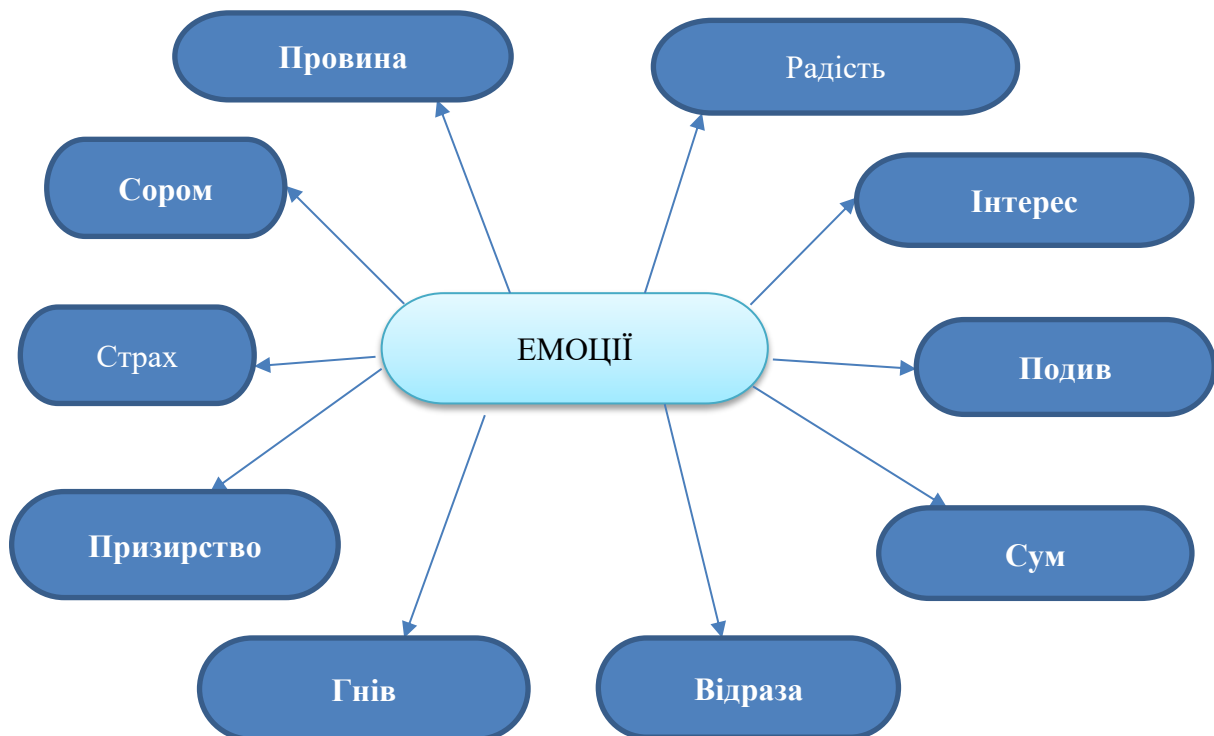 Провина
Радість
Сором
Інтерес
ЕМОЦІЇ
Страх
Подив
Призирство
Сум
Гнів
Відраза